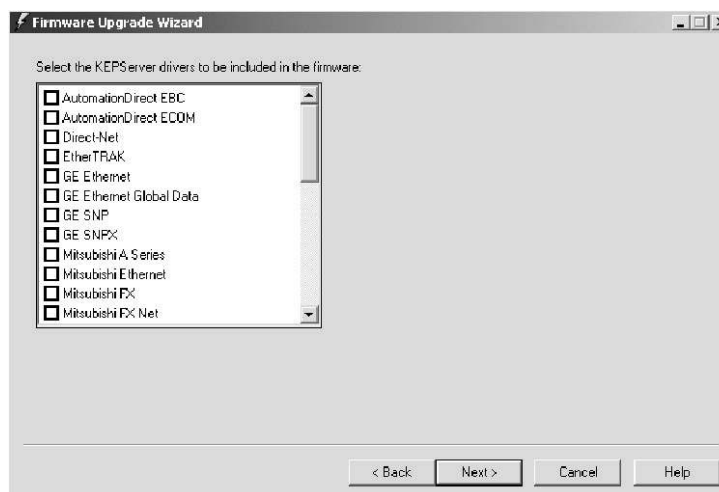 Firmware Upgrade Wizard
Select the KEPServer drivers to be included in the firmware:
AutomationDirect EBC
AutomationDirect ECOM
Direct-Net
EtherTRAK
GE Ethernet
GE Ethernet Global Data
GE SNP
GE SNPX
Mitsubishi A Series
Mitsubishi Ethernet
Mitsubishi FX
Mitsubishi FX Net
< Back Next > Cancel Help